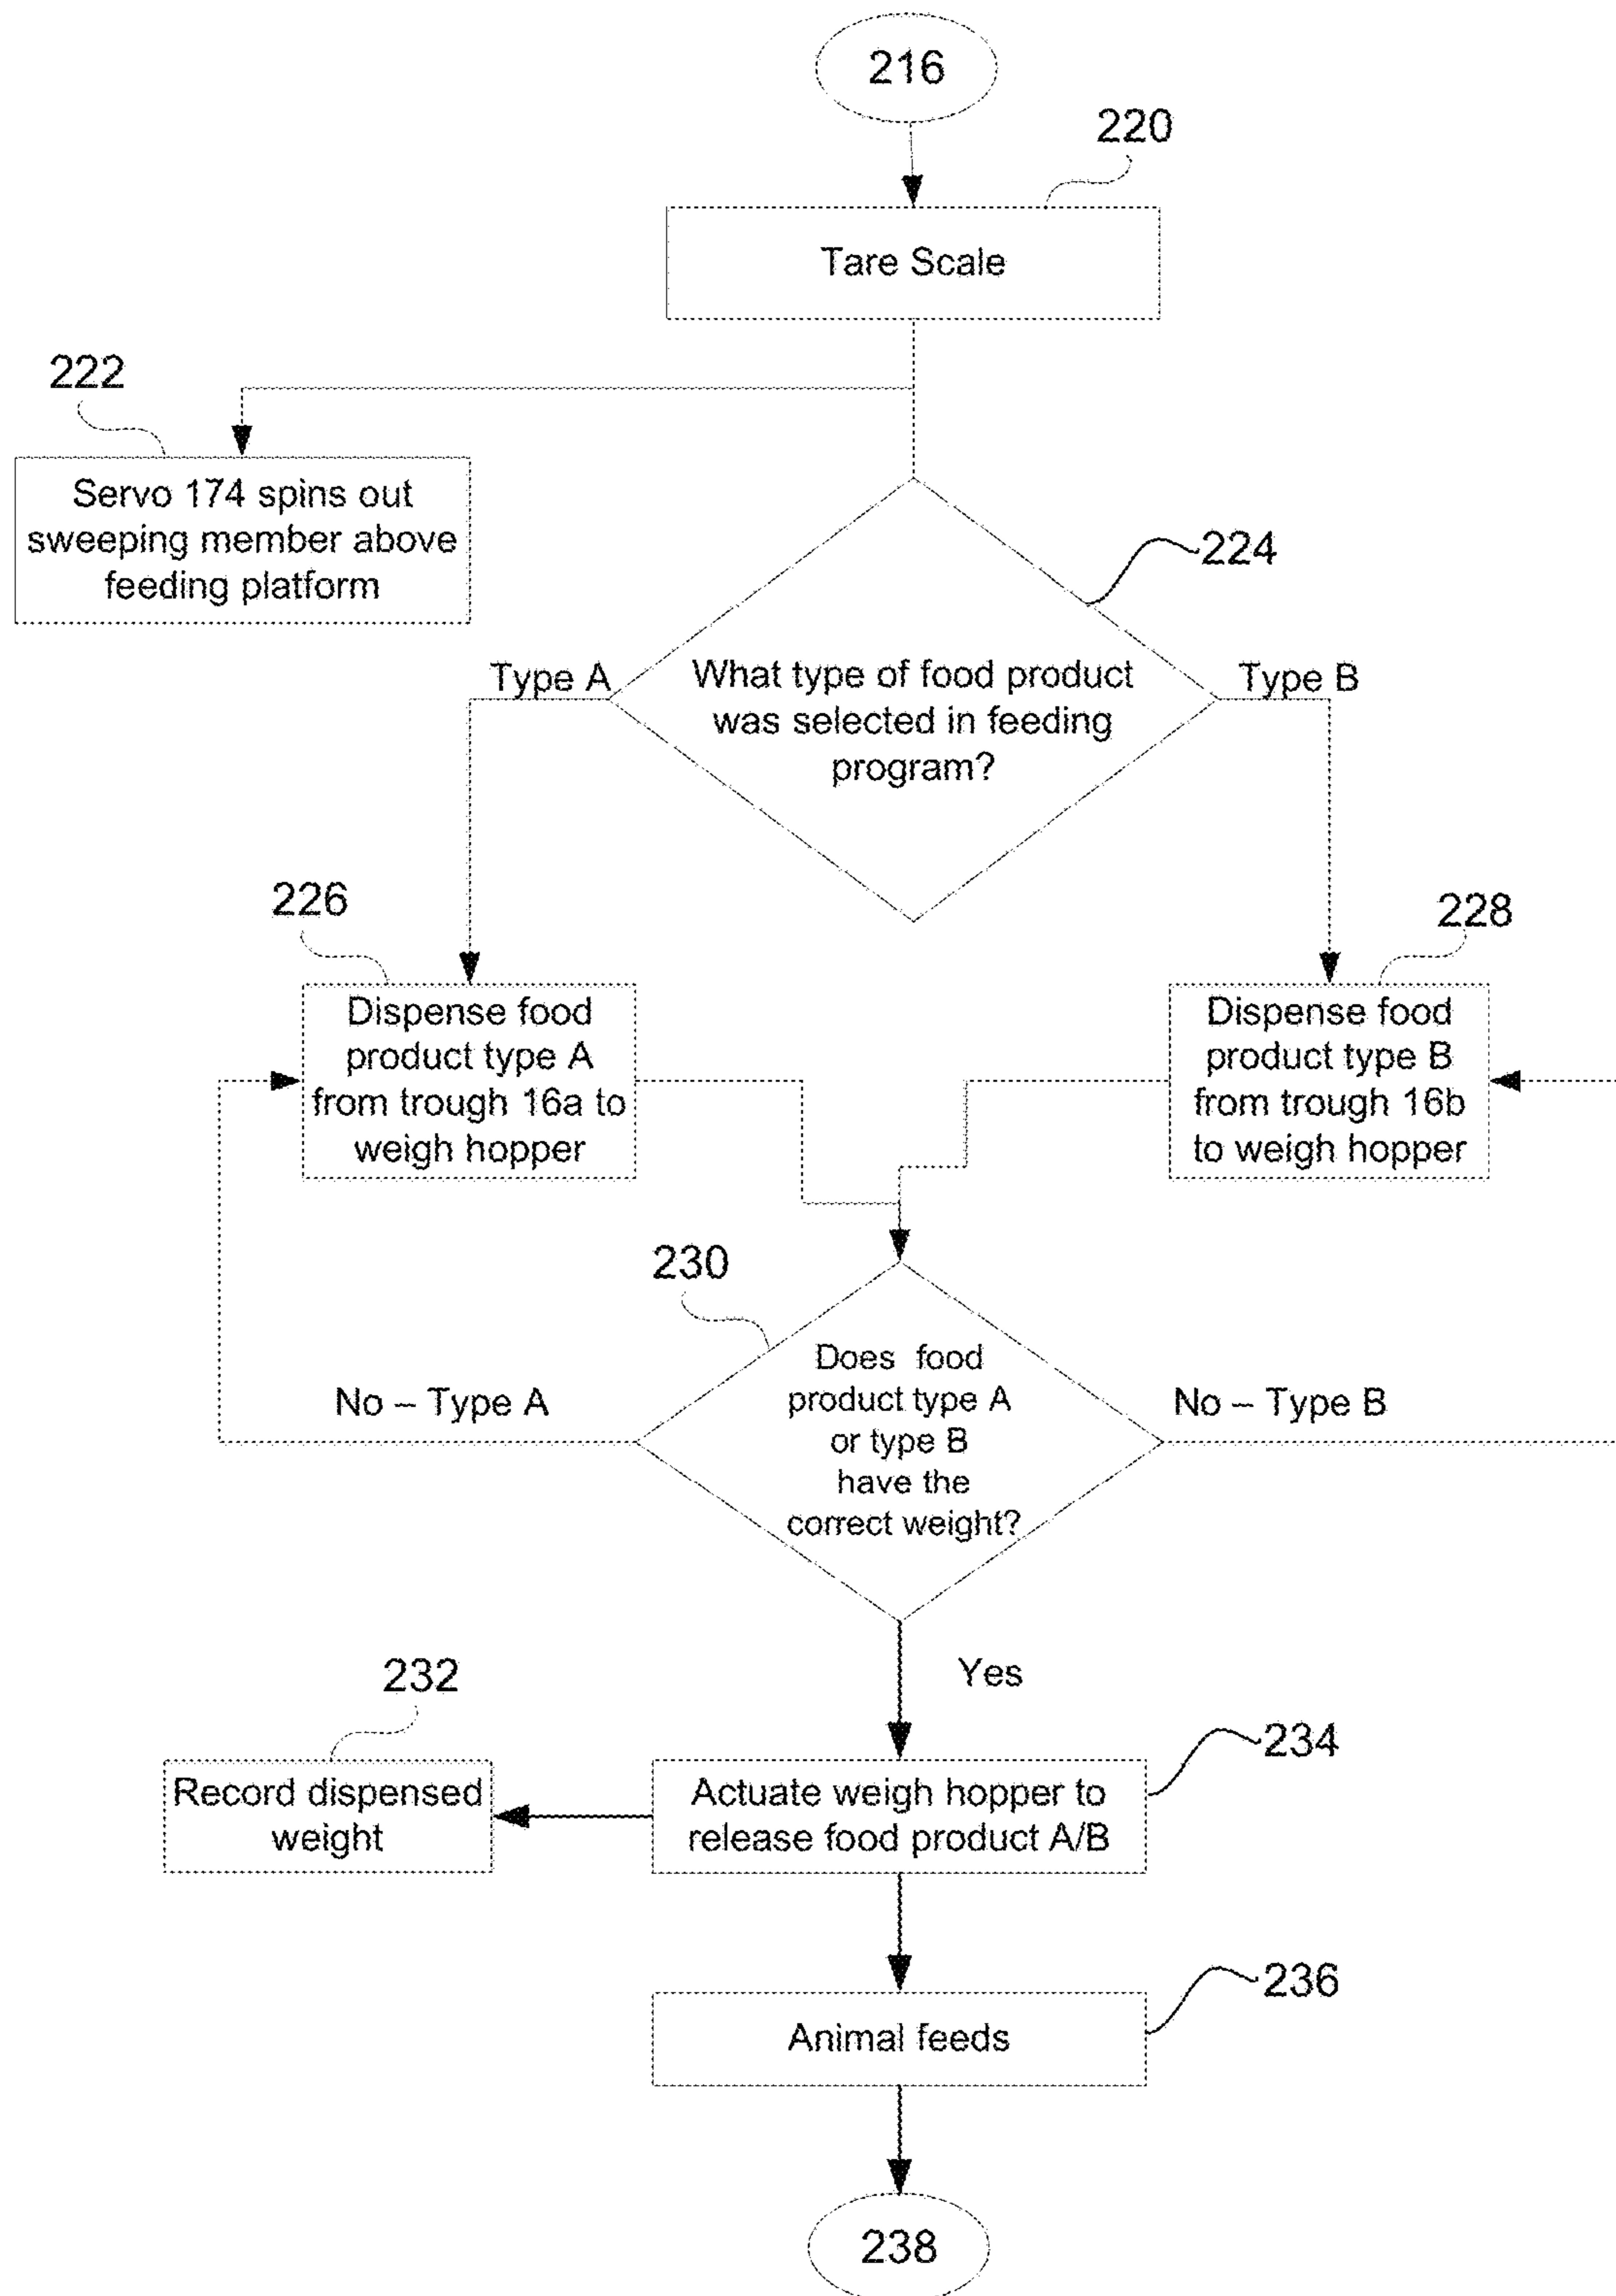 216
220
Tare Scale
222
Servo 174 spins out
sweeping member above
feeding platform
224
Type A
What type of food product
was selected in feeding
program?
Type B
226
Dispense food
product type A
from trough 16a to
weigh hopper
228
Dispense food
product type B
from trough 16b
to weigh hopper
230
Does food
product type A
or type B
have the
correct weight?
No – Type A
No – Type B
Yes
232
Record dispensed
weight
234
Actuate weigh hopper to
release food product A/B
236
Animal feeds
238